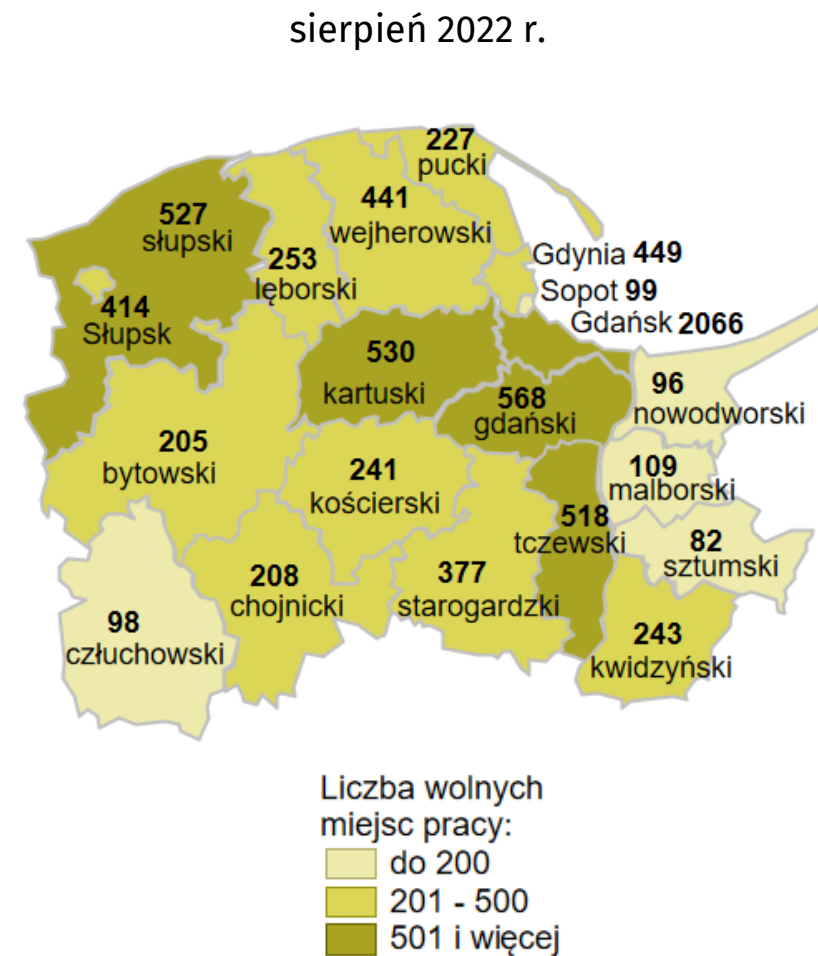 sierpień 2022 r.
227
pucki
441
wejherowski
527
słupski
253
lęborski
Gdynia 449
Sopot 99
Gdańsk 2066
414
Słupsk
530
kartuski
568
gdański
96
nowodworski
205
bytowski
241
kościerski
109
malborski
518
tczewski
82
sztumski
208
chojnicki
377
starogardzki
98
człuchowski
243
kwidzyński
Liczba wolnych
miejsc pracy:
do 200
201 - 500
501 i więcej